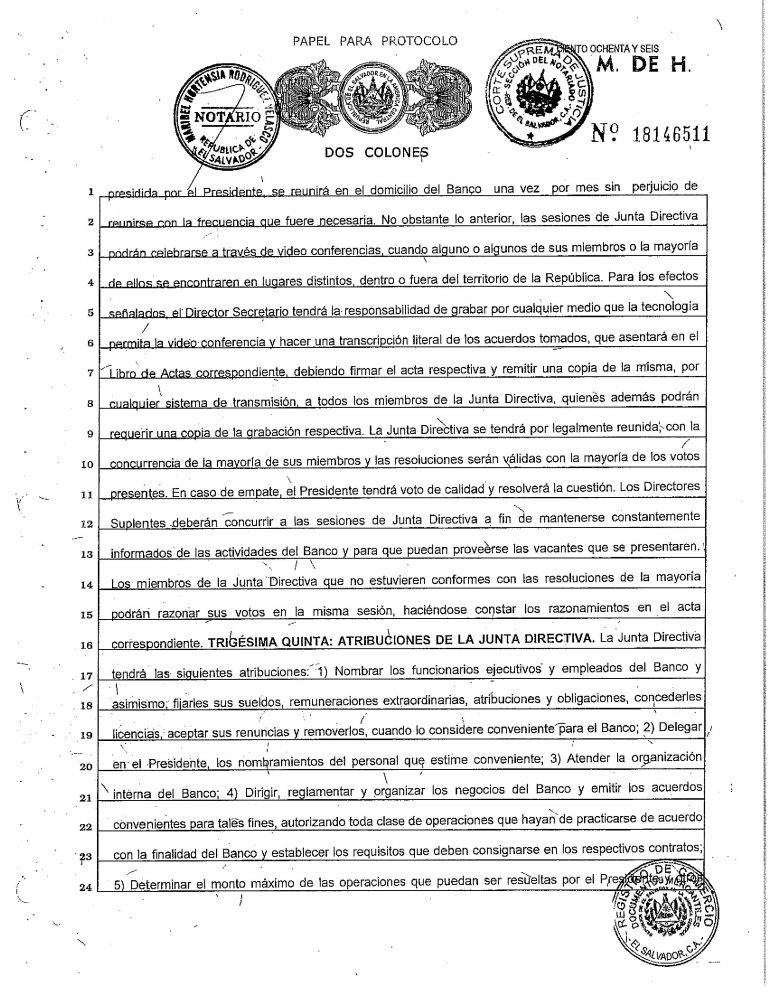 PAPEL PARA PROTOCOLO
CIENTO OCHENTA Y SEIS
M. DE H.
MARIBEL HORTENSIA RODRIGUEZ VELASCO
NOTARIO
REPUBLICA DE EL SALVADOR
CORTE SUPREMA DE JUSTICIA
SECCIÓN DEL NOTARIADO
REP. DE EL SALVADOR, C.A.
DOS COLONES
Nº 18146511
1 presidida por el Presidente, se reunirá en el domicilio del Banco una vez por mes sin perjuicio de
2 reunirse con la frecuencia que fuere necesaria. No obstante lo anterior, las sesiones de Junta Directiva
3 podrán celebrarse a través de video conferencias, cuando alguno o algunos de sus miembros o la mayoría
4 de ellos se encontraren en lugares distintos, dentro o fuera del territorio de la República. Para los efectos
5 señalados, el Director Secretario tendrá la responsabilidad de grabar por cualquier medio que la tecnología
6 permita la video conferencia y hacer una transcripción literal de los acuerdos tomados, que asentará en el
7 Libro de Actas correspondiente, debiendo firmar el acta respectiva y remitir una copia de la misma, por
8 cualquier sistema de transmisión, a todos los miembros de la Junta Directiva, quienes además podrán
9 requerir una copia de la grabación respectiva. La Junta Directiva se tendrá por legalmente reunida, con la
10 concurrencia de la mayoría de sus miembros y las resoluciones serán válidas con la mayoría de los votos
11 presentes. En caso de empate, el Presidente tendrá voto de calidad y resolverá la cuestión. Los Directores
12 Suplentes deberán concurrir a las sesiones de Junta Directiva a fin de mantenerse constantemente
13 informados de las actividades del Banco y para que puedan proveerse las vacantes que se presentaren.
14 Los miembros de la Junta Directiva que no estuvieren conformes con las resoluciones de la mayoría
15 podrán razonar sus votos en la misma sesión, haciéndose constar los razonamientos en el acta
16 correspondiente. TRIGÉSIMA QUINTA: ATRIBUCIONES DE LA JUNTA DIRECTIVA. La Junta Directiva
17 tendrá las siguientes atribuciones: 1) Nombrar los funcionarios ejecutivos y empleados del Banco y
18 asimismo, fijarles sus sueldos, remuneraciones extraordinarias, atribuciones y obligaciones, concederles
19 licencias, aceptar sus renuncias y removerlos, cuando lo considere conveniente para el Banco; 2) Delegar
20 en el Presidente, los nombramientos del personal que estime conveniente; 3) Atender la organización
21 interna del Banco; 4) Dirigir, reglamentar y organizar los negocios del Banco y emitir los acuerdos
22 convenientes para tales fines, autorizando toda clase de operaciones que hayan de practicarse de acuerdo
23 con la finalidad del Banco y establecer los requisitos que deben consignarse en los respectivos contratos;
24 5) Determinar el monto máximo de las operaciones que puedan ser resueltas por el Presidente y
REGISTRO DE COMERCIO
DOCUMENTOS MERCANTILES
EL SALVADOR, C.A.